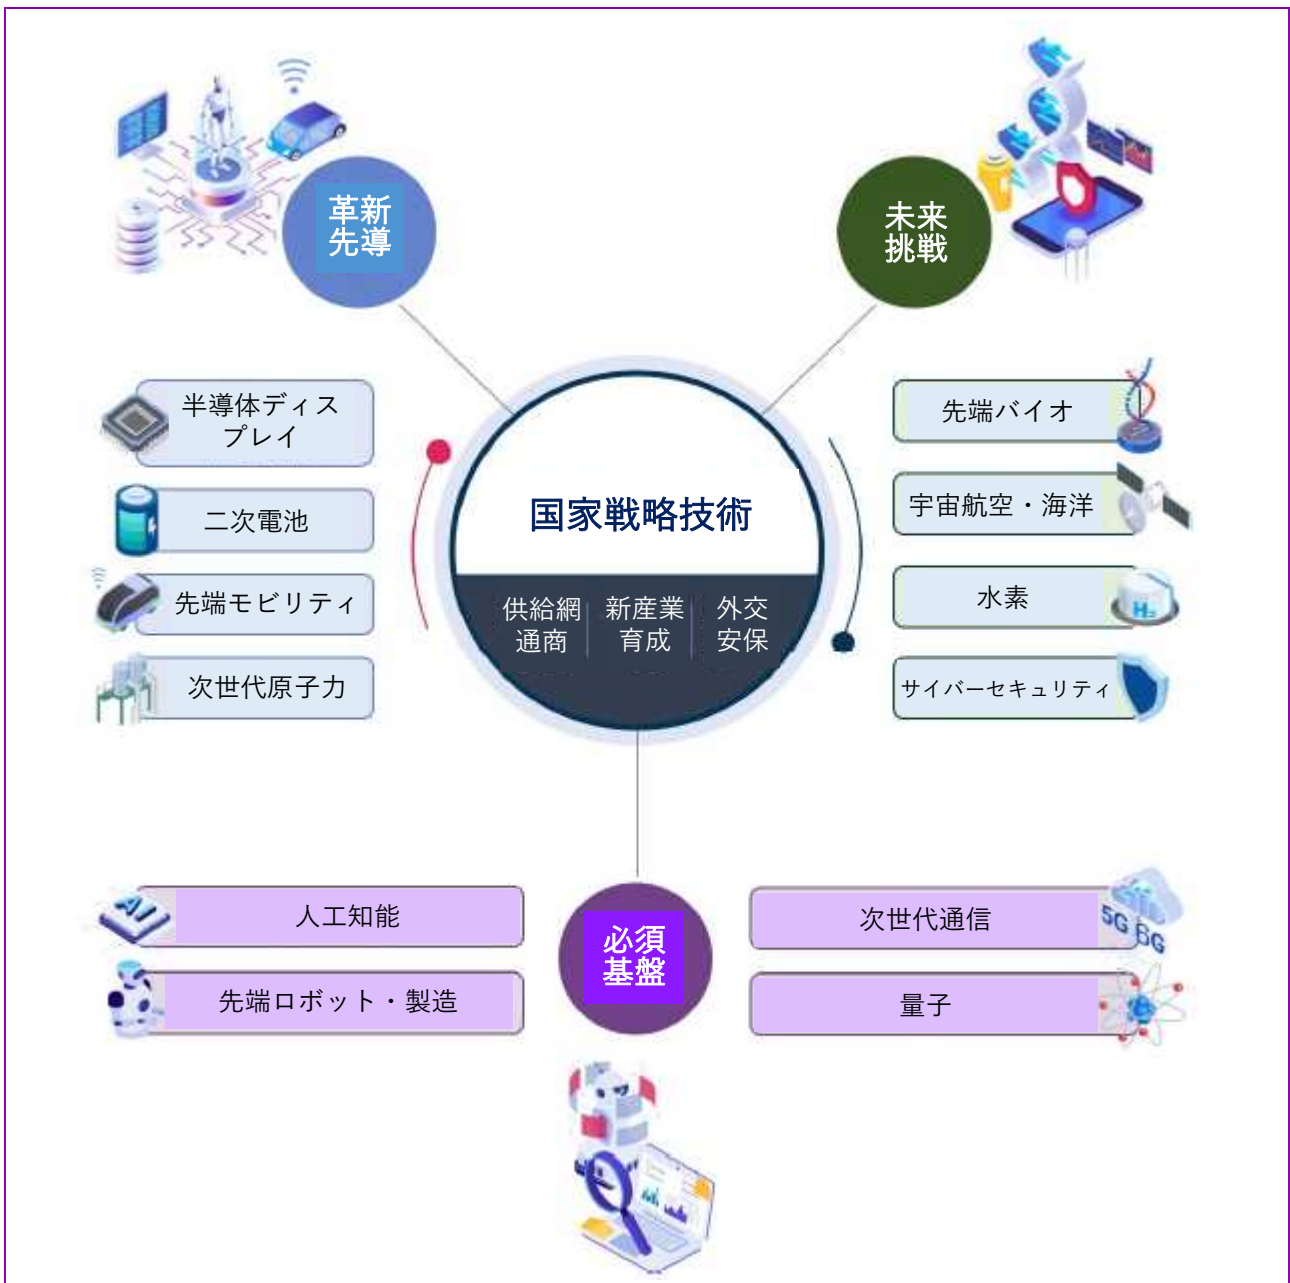 革新
先導
未来
挑戦
半導体ディス
プレイ
二次電池
先端モビリティ
次世代原子力
国家戦略技術
供給網
通商
新産業
育成
外交
安保
先端バイオ
宇宙航空・海洋
水素
H₂
サイバーセキュリティ
AI
人工知能
先端ロボット・製造
必須
基盤
次世代通信
5G 6G
量子